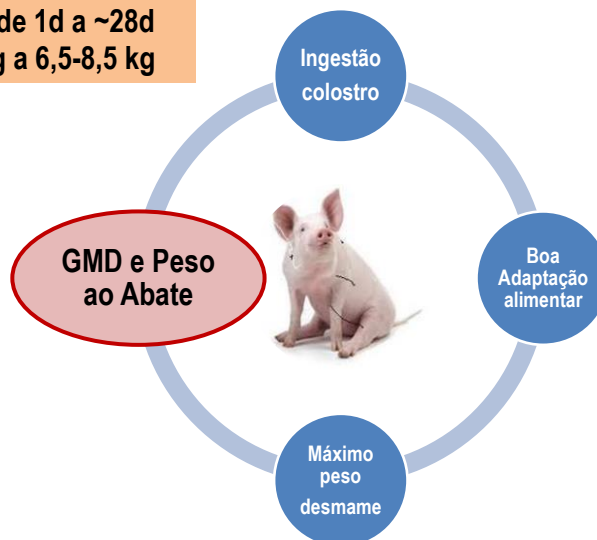 de 1d a ~28d
a 6,5-8,5 kg
Ingestão
colostro
GMD e Peso
ao Abate
Boa
Adaptação
alimentar
Máximo
peso
desmame